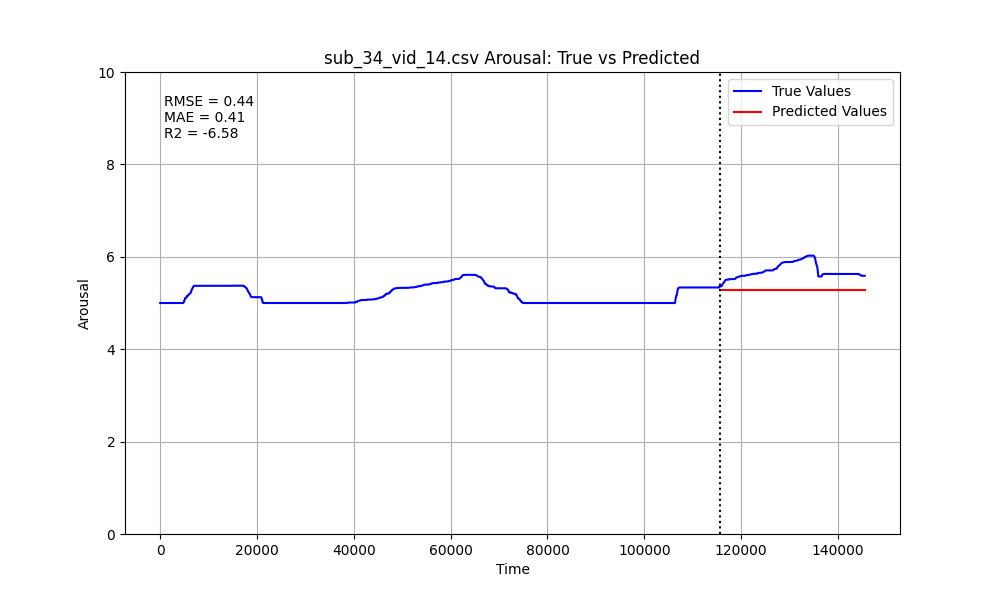 sub_34_vid_14.csv Arousal: True vs Predicted
RMSE = 0.44
MAE = 0.41
R2 = -6.58
True Values
Predicted Values
Arousal
10
8
6
4
2
0
0 20000 40000 60000 80000 100000 120000 140000
Time